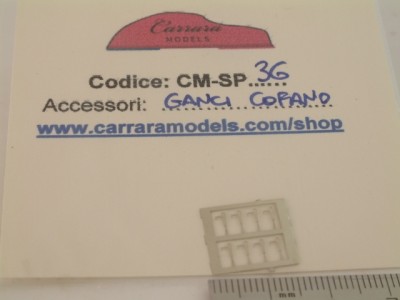 Carrara
MODELS
Codice: CM-SP 36
Accessori: GANCI COFANO
www.carraramodels.com/shop